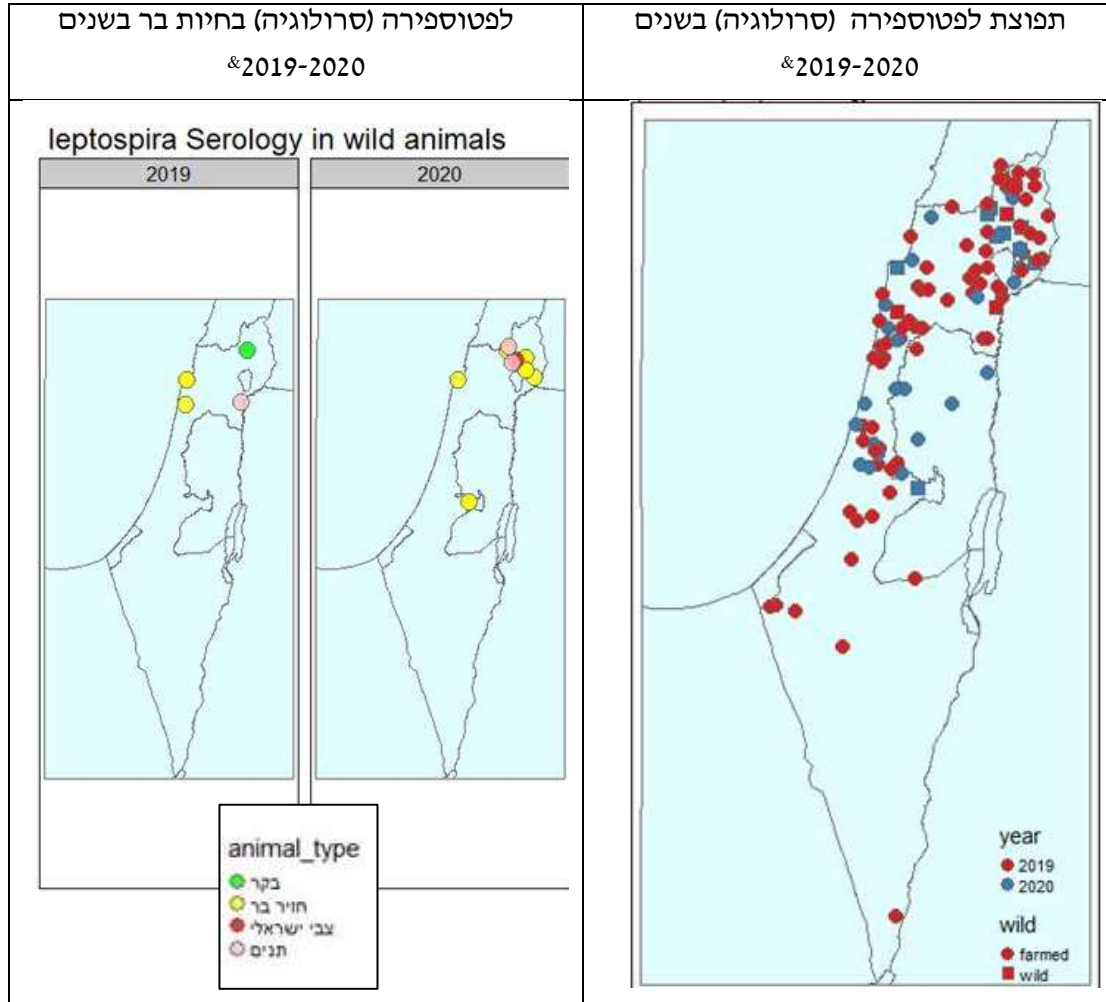 תפוצת לפטוספירה (סרולוגיה) בשנים
&2019-2020
לפטוספירה (סרולוגיה) בחיות בר בשנים
&2019-2020
leptospira Serology in wild animals
2019
2020
animal_type
בקר
חזיר בר
צבי ישראלי
תנים
year
2019
2020
wild
farmed
wild